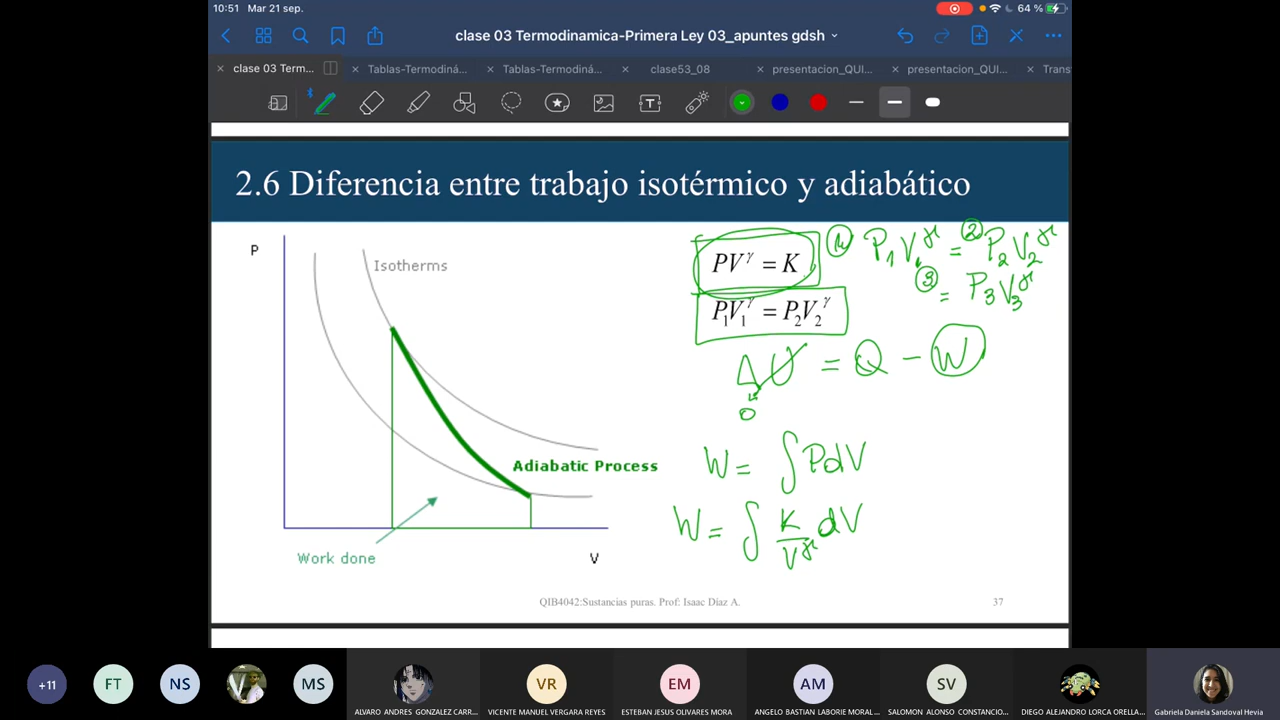 10:51 Mar 21 sep.
64 %
clase 03 Termodinamica-Primera Ley 03_apuntes gdsh
clase 03 Term...
Tablas-Termodiná...
Tablas-Termodiná...
clase53_08
presentacion_QUI...
presentacion_QUI...
Trans
2.6 Diferencia entre trabajo isotérmico y adiabático
P
Isotherms
Adiabatic Process
Work done
V
PV^γ = K
P₁V₁^γ = P₂V₂^γ
P₁V₁^γ = ② P₂V₂^γ
③ = P₃V₃^γ
ΔU = Q - W
0
W = ∫ PdV
W = ∫ K/V^γ dV
QIB4042:Sustancias puras. Prof: Isaac Díaz A.
37
+11
FT
NS
MS
ALVARO ANDRES GONZALEZ CARR...
VR
VICENTE MANUEL VERGARA REYES
EM
ESTEBAN JESUS OLIVARES MORA
AM
ANGELO BASTIAN LABORIE MORAL...
SV
SALOMON ALONSO CONSTANCIO...
DIEGO ALEJANDRO LORCA ORELLA...
Gabriela Daniela Sandoval Hevia